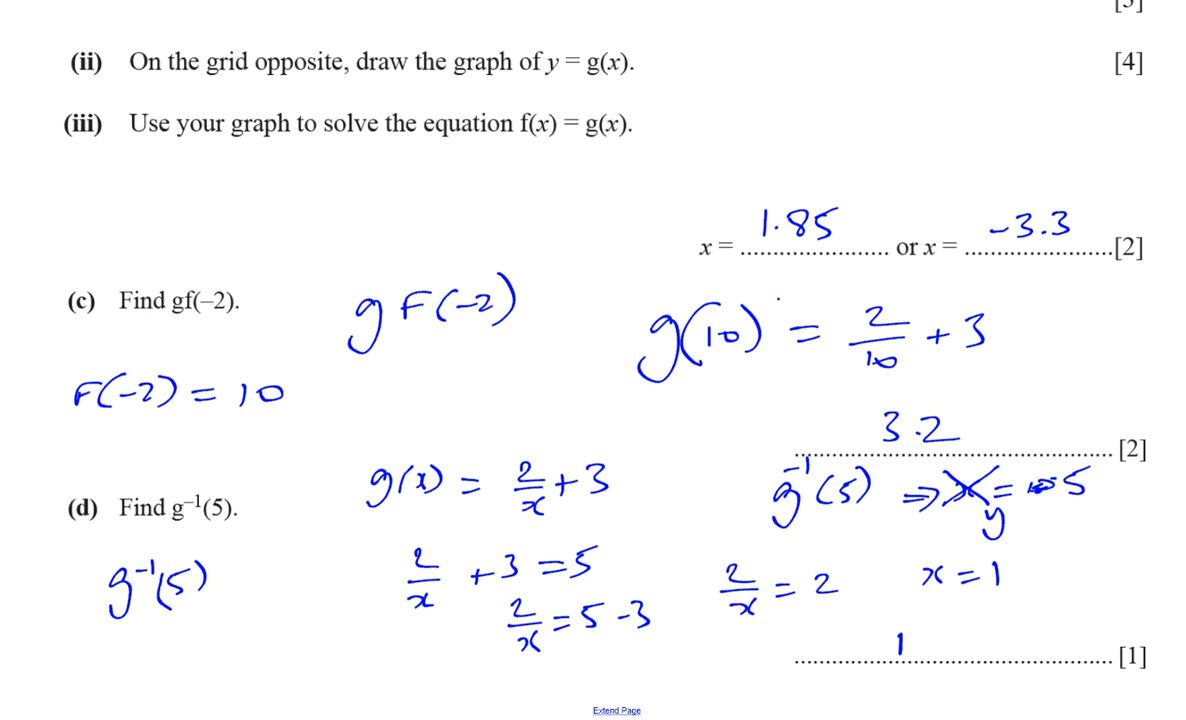 [3]
(ii) On the grid opposite, draw the graph of y = g(x). [4]
(iii) Use your graph to solve the equation f(x) = g(x).
x = 1.85 or x = -3.3 [2]
(c) Find gf(–2).
g F(-2)
g(10) = 2/10 + 3
F(-2) = 10
3.2 [2]
(d) Find g⁻¹(5).
g(x) = 2/x + 3
g⁻¹(5) ⇒ y = 5
g⁻¹(5)
2/x + 3 = 5
2/x = 5 - 3
2/x = 2
x = 1
1 [1]
Extend Page